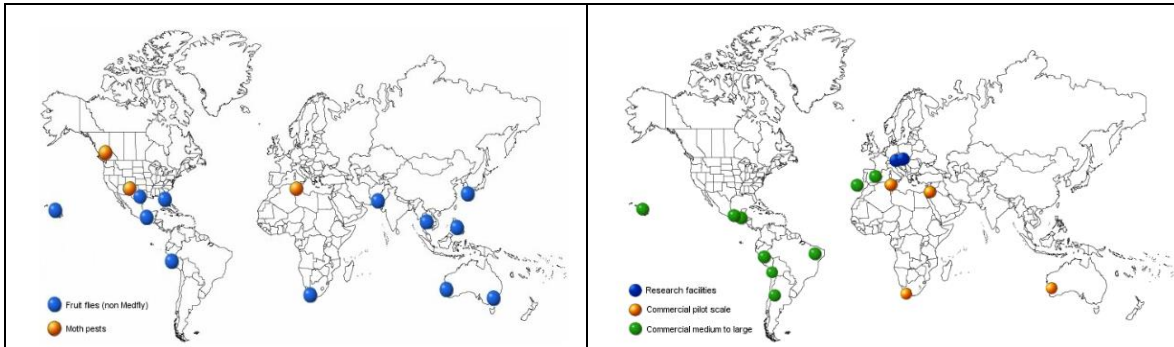 Fruit flies (non Medfly)
Moth pests
Research facilities
Commercial pilot scale
Commercial medium to large